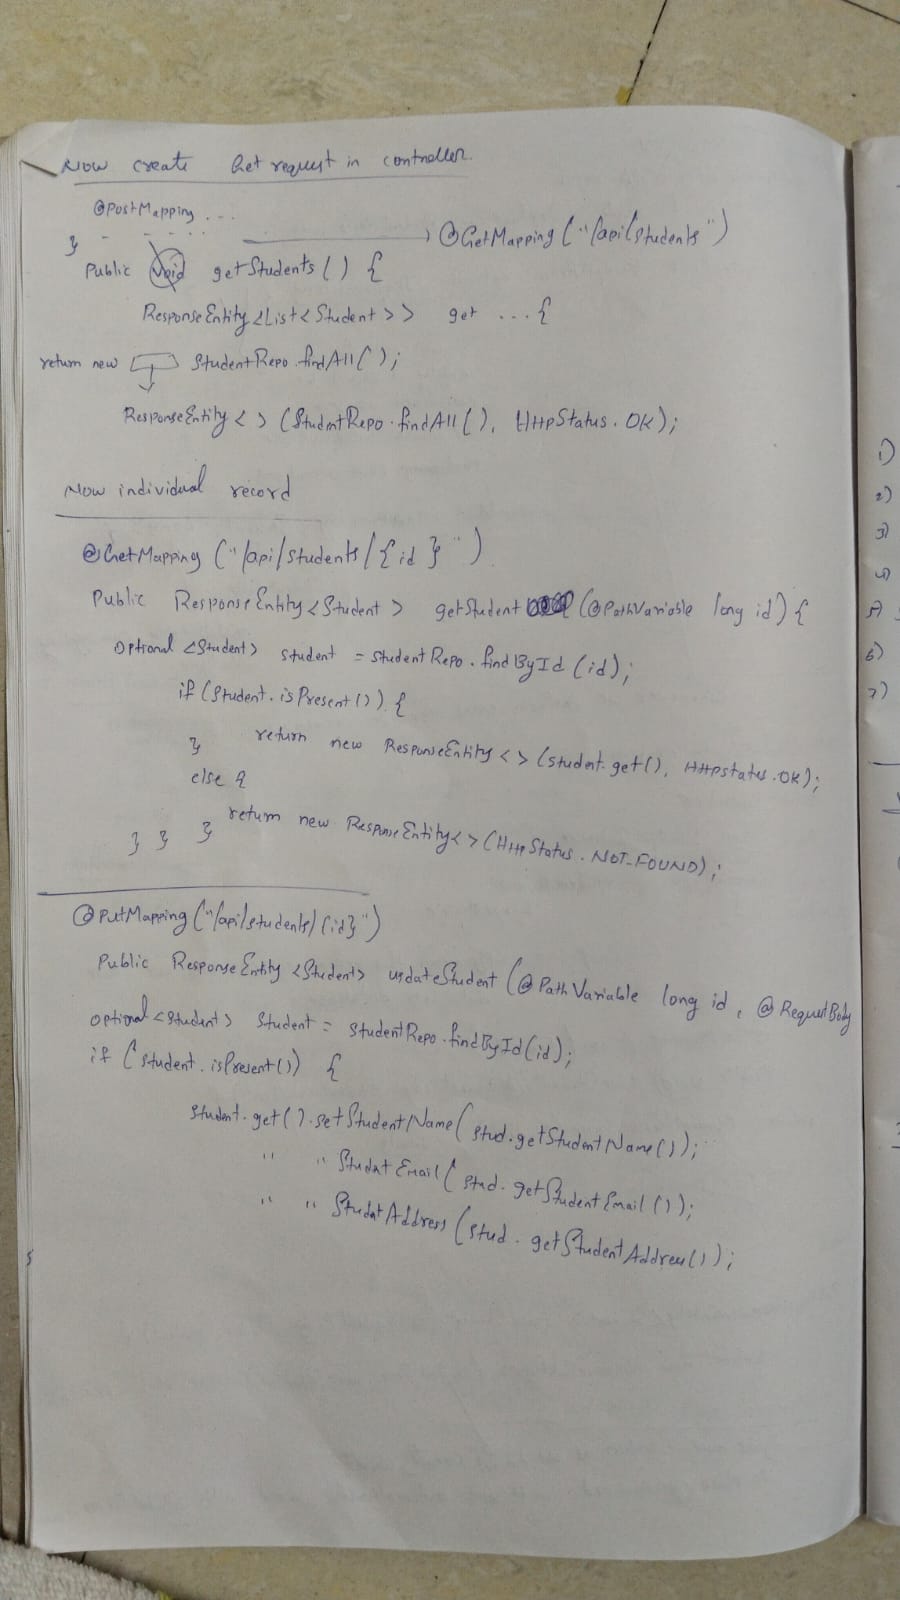 Now create Get request in controller.
@PostMapping ...
} - - - - - → @GetMapping ("/api/students")
Public void getStudents () {
ResponseEntity <List<Student>> get ... {
return new StudentRepo.findAll();
ResponseEntity <> (StudentRepo.findAll(), HttpStatus.OK);
Now individual record
@GetMapping ("/api/students/{id}")
Public ResponseEntity <Student> getStudent (@PathVariable long id) {
Optional <Student> student = StudentRepo.findById(id);
if (Student.isPresent()) {
return new ResponseEntity <> (student.get(), HttpStatus.OK);
}
else {
return new ResponseEntity <> (HttpStatus.NOT_FOUND);
} } }
@PutMapping ("/api/students/{id}")
Public ResponseEntity <Student> updateStudent (@PathVariable long id, @RequestBody
Optional <Student> Student = StudentRepo.findById(id);
if (student.isPresent()) {
Student.get().setStudentName(stud.getStudentName());
" " StudentEmail(stud.getStudentEmail());
" " StudentAddress(stud.getStudentAddress());
1)
2)
3)
4)
5)
6)
7)